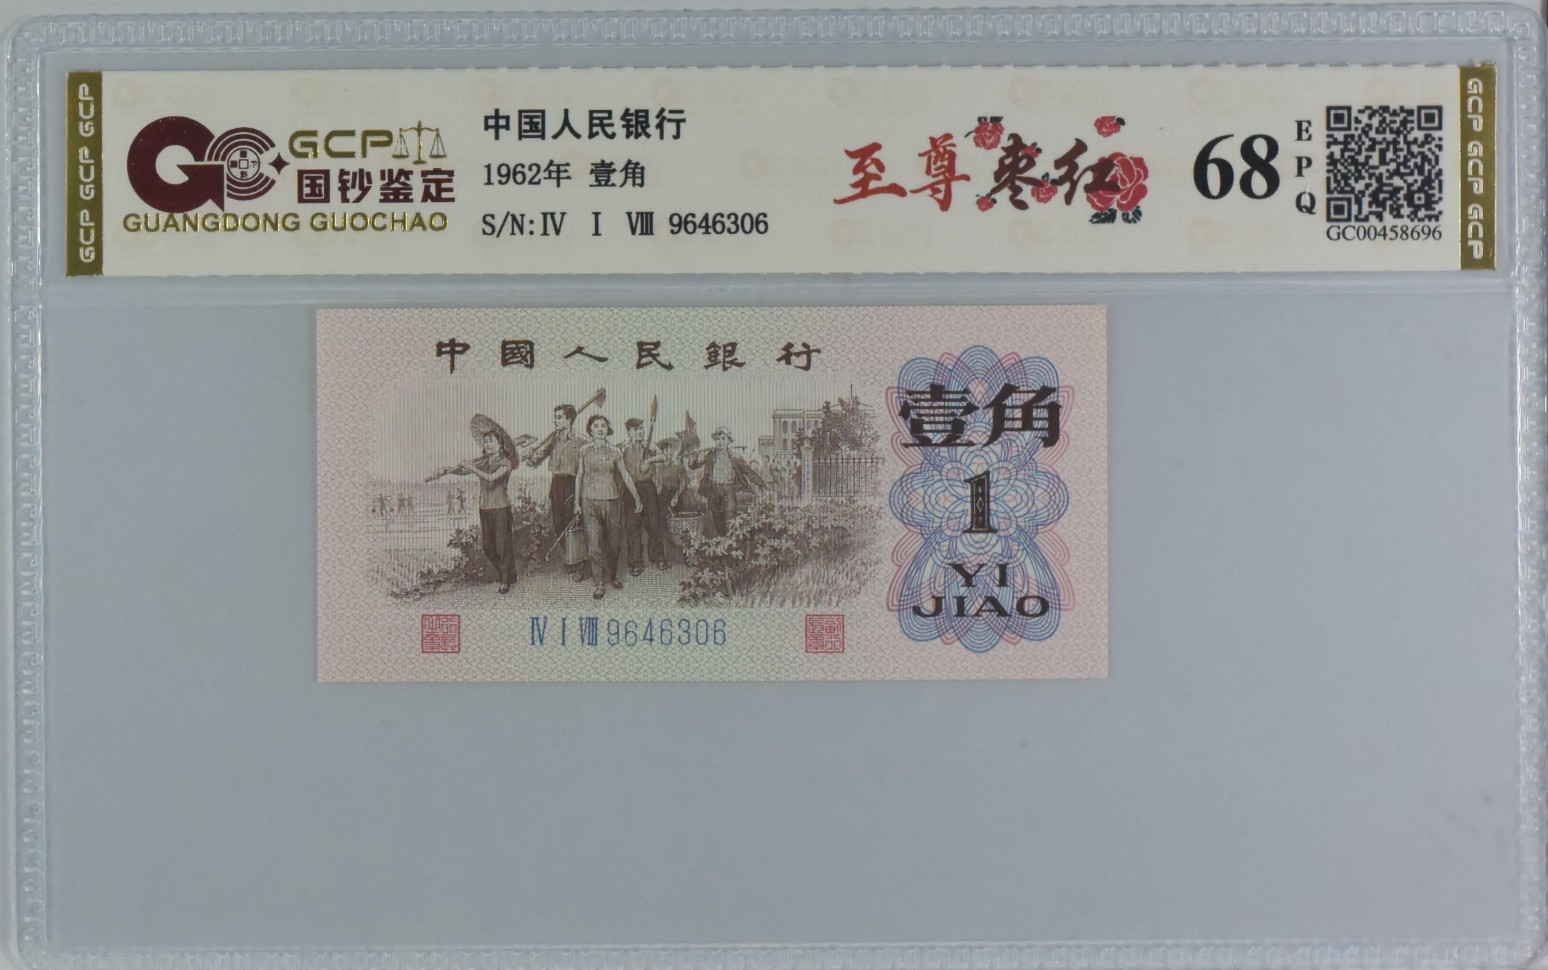 GCP GCP GCP
GCP
国钞鉴定
GUANGDONG GUOCHAO
中国人民银行
1962年 壹角
S/N:IV I VIII 9646306
至尊枣红
68
EPQ
GC00458696
GCP GCP GCP
中國人民銀行
壹角
1
YI
JIAO
IV I VIII 9646306